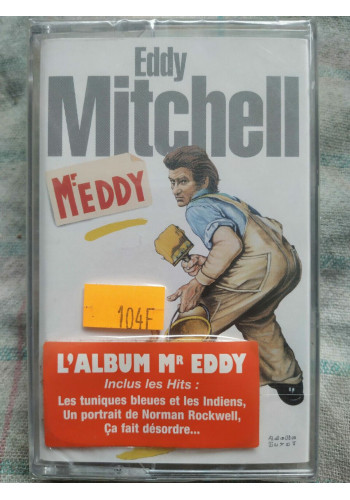 Eddy
Mitchell
Mr EDDY
104F
L'ALBUM Mr EDDY
Inclus les Hits :
Les tuniques bleues et les Indiens,
Un portrait de Norman Rockwell,
Ça fait désordre...